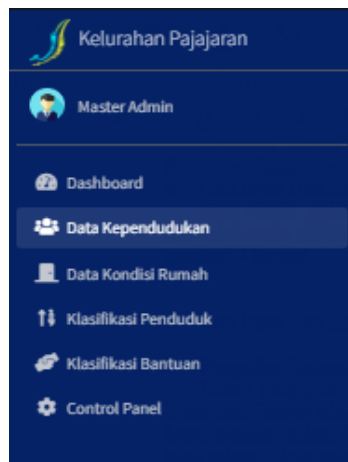 Kelurahan Pajajaran
Master Admin
Dashboard
Data Kependudukan
Data Kondisi Rumah
Klasifikasi Penduduk
Klasifikasi Bantuan
Control Panel